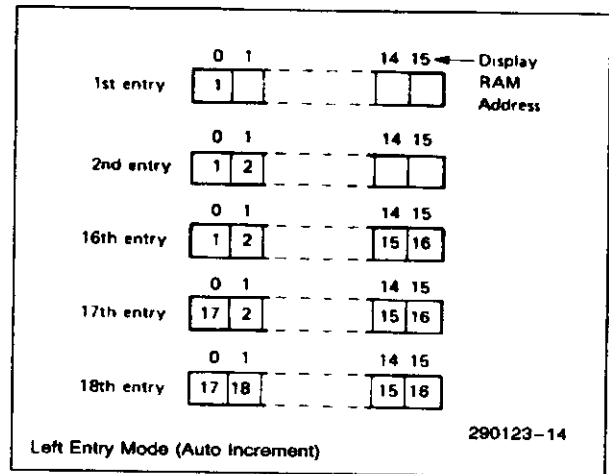 0 1 14 15 Display
1st entry 1 RAM
Address
0 1 14 15
2nd entry 1 2
0 1 14 15
16th entry 1 2 15 16
0 1 14 15
17th entry 17 2 15 16
0 1 14 15
18th entry 17 18 15 16
290123-14
Left Entry Mode (Auto Increment)